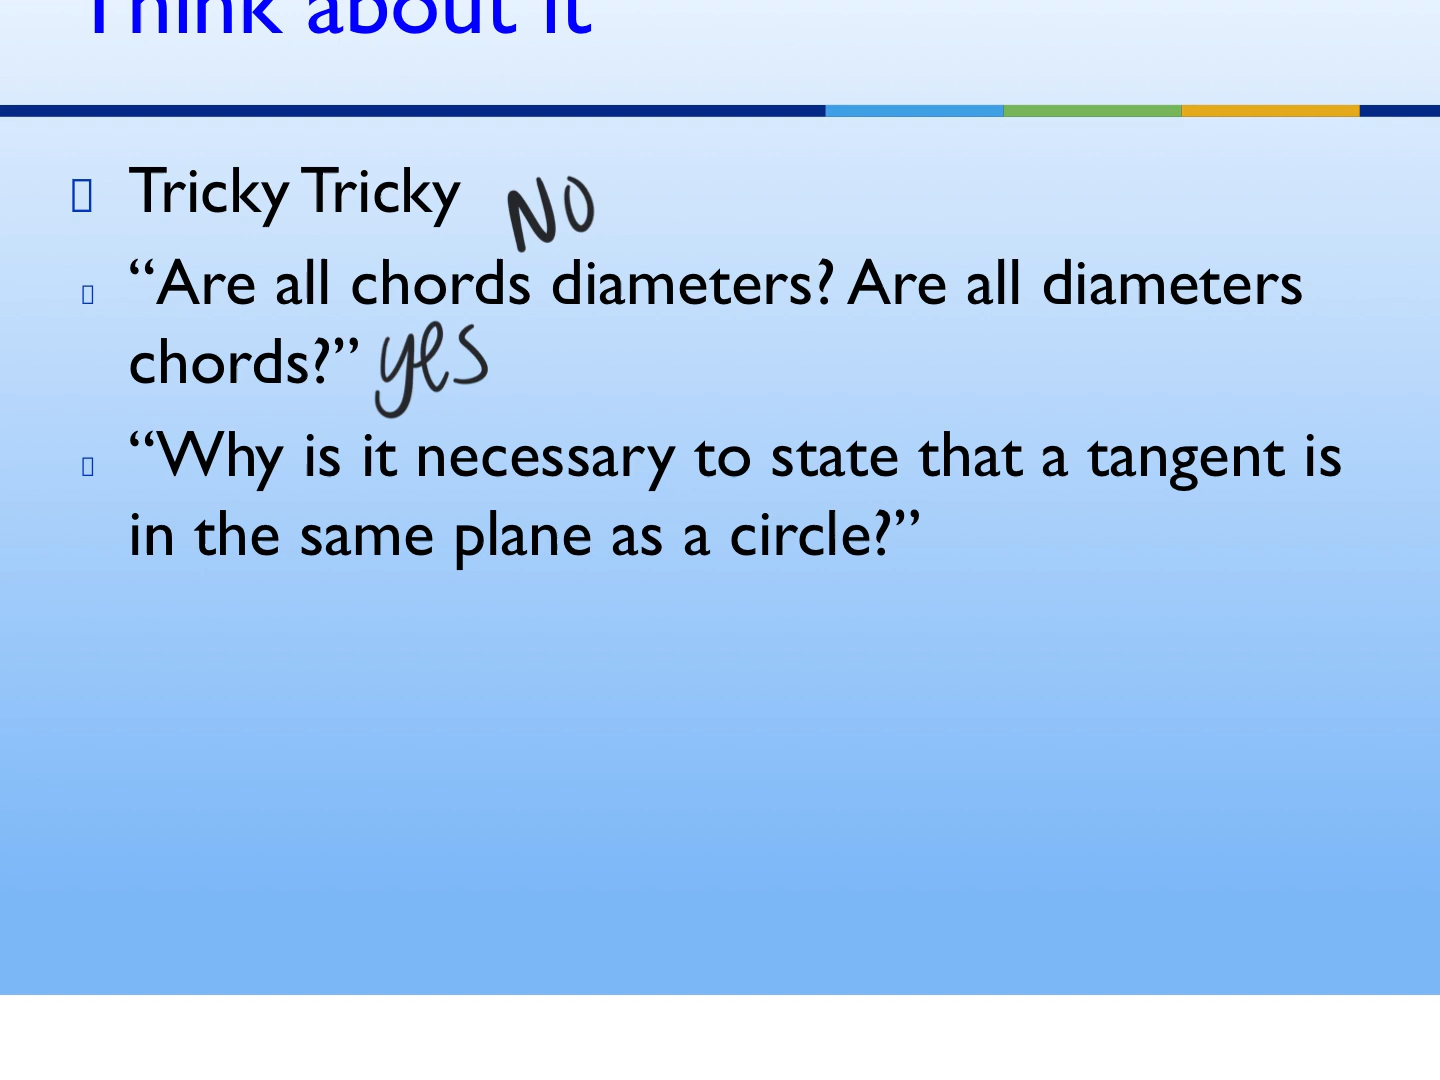 Think about it
Tricky Tricky NO
“Are all chords diameters? Are all diameters
chords?” yes
“Why is it necessary to state that a tangent is
in the same plane as a circle?”